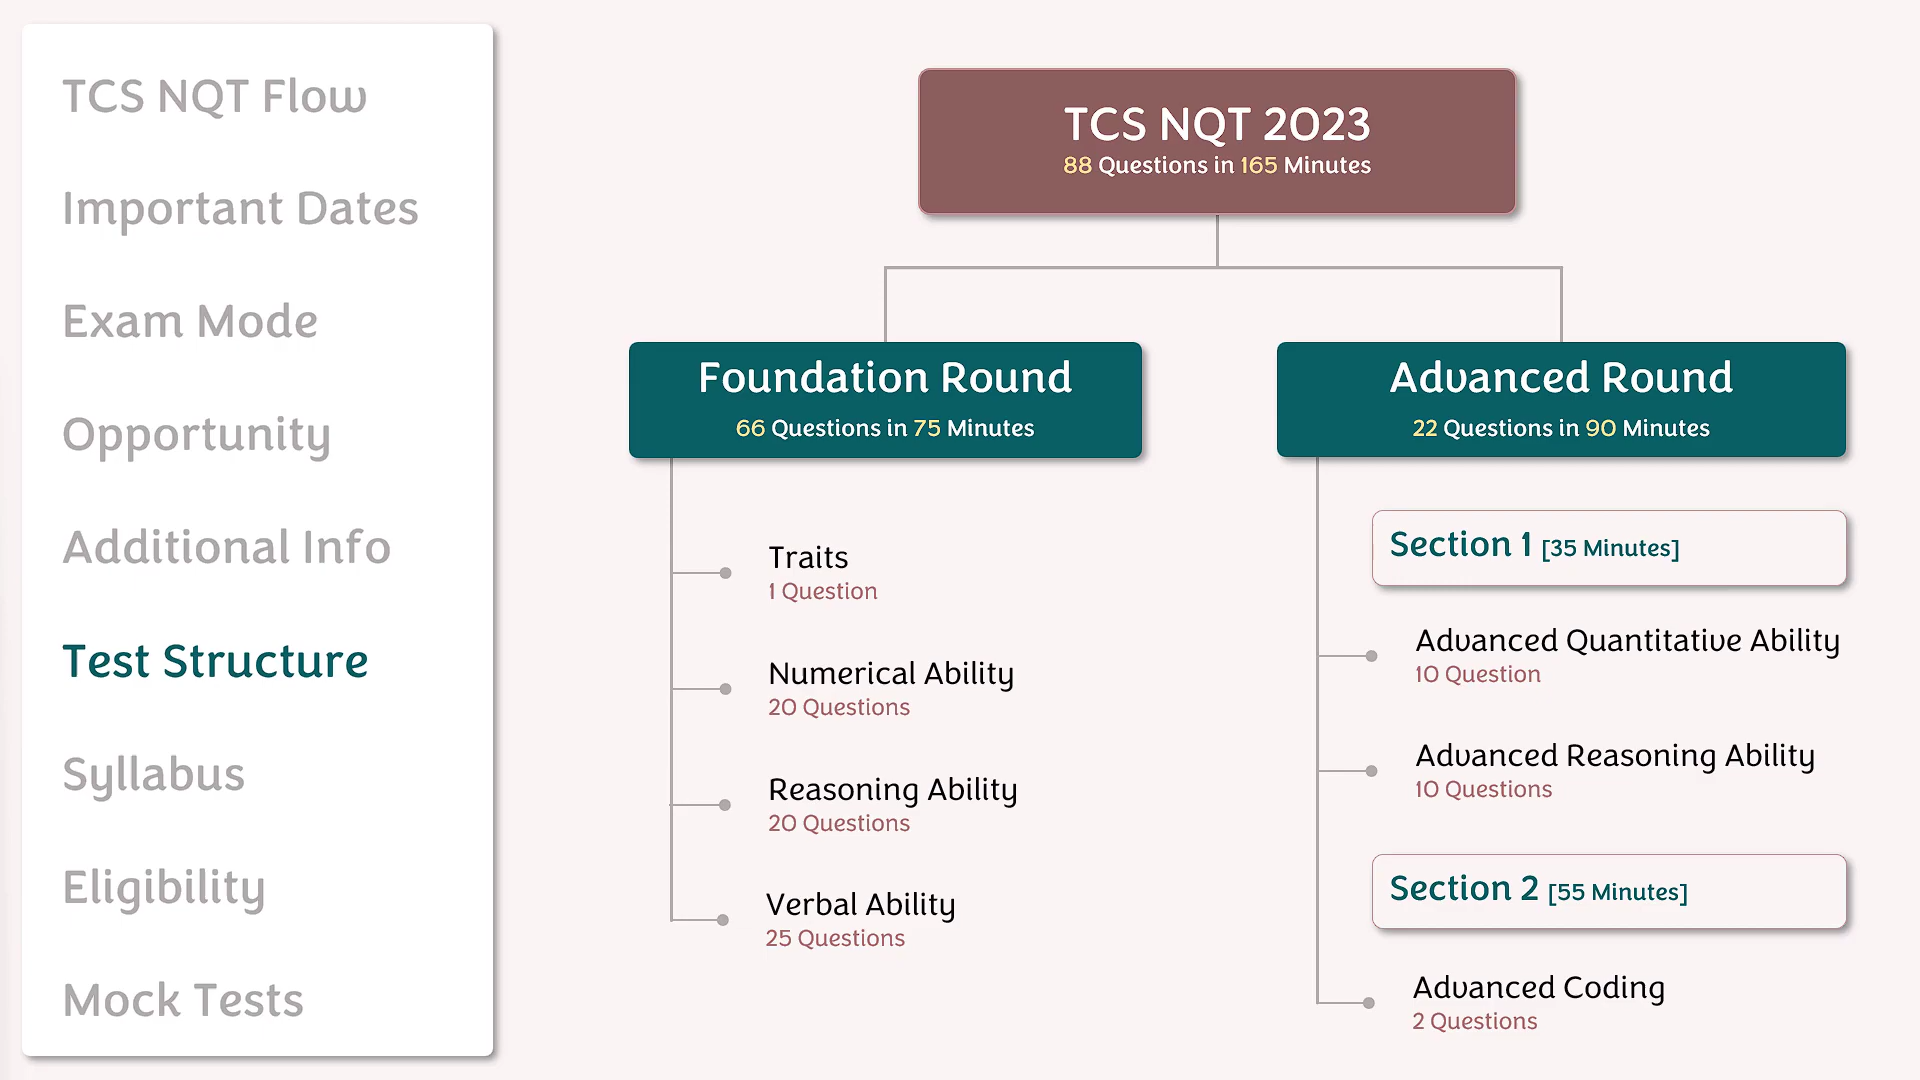 TCS NQT Flow
Important Dates
Exam Mode
Opportunity
Additional Info
Test Structure
Syllabus
Eligibility
Mock Tests
TCS NQT 2023
88 Questions in 165 Minutes
Foundation Round
66 Questions in 75 Minutes
Traits
1 Question
Numerical Ability
20 Questions
Reasoning Ability
20 Questions
Verbal Ability
25 Questions
Advanced Round
22 Questions in 90 Minutes
Section 1 [35 Minutes]
Advanced Quantitative Ability
10 Question
Advanced Reasoning Ability
10 Questions
Section 2 [55 Minutes]
Advanced Coding
2 Questions